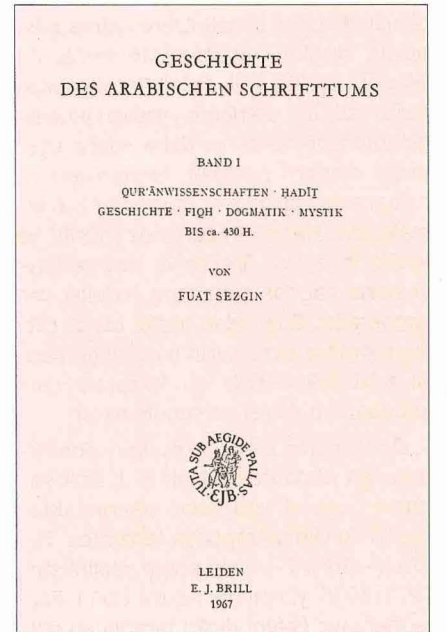 GESCHICHTE
DES ARABISCHEN SCHRIFTTUMS
BAND I
QUR'ĀNWISSENSCHAFTEN · ḤADĪṮ
GESCHICHTE · FIQH · DOGMATIK · MYSTIK
BIS ca. 430 H.
VON
FUAT SEZGIN
TUTA SUB AEGIDE PALLAS
·EJB·
LEIDEN
E. J. BRILL
1967